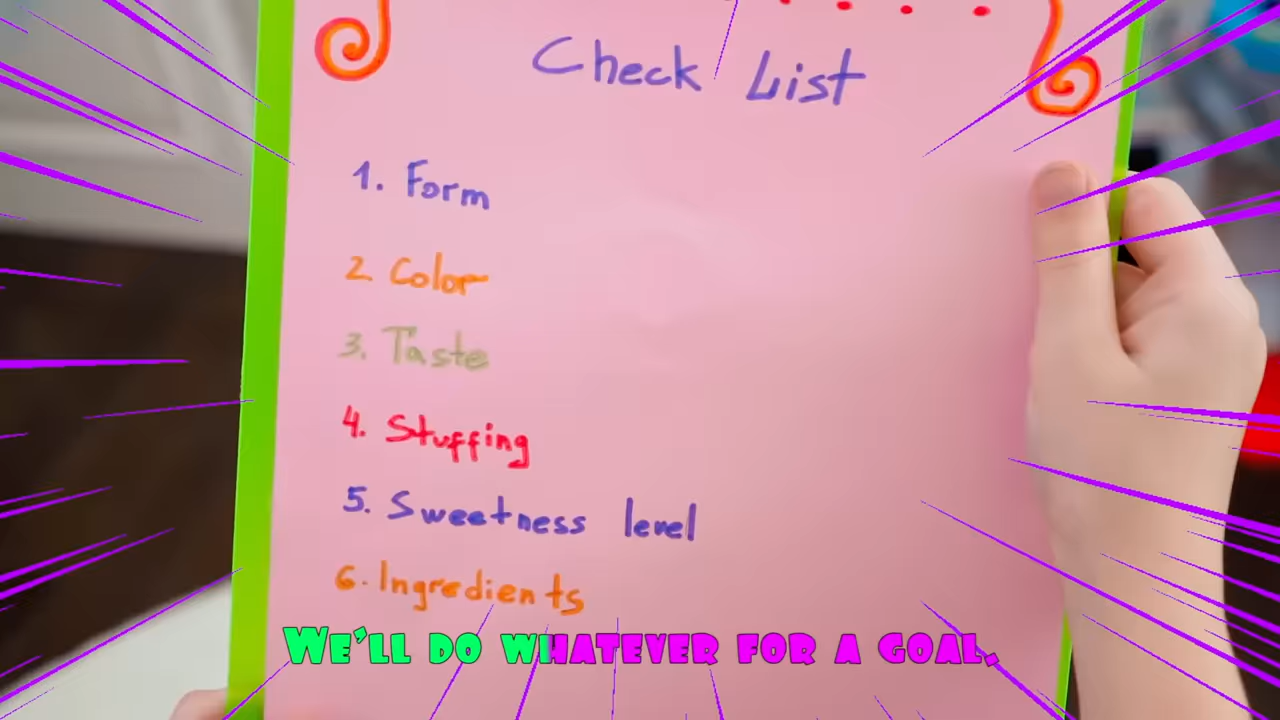 Check List
1. Form
2. Color
3. Taste
4. Stuffing
5. Sweetness level
6. Ingredients
We'll do whatever for a goal,